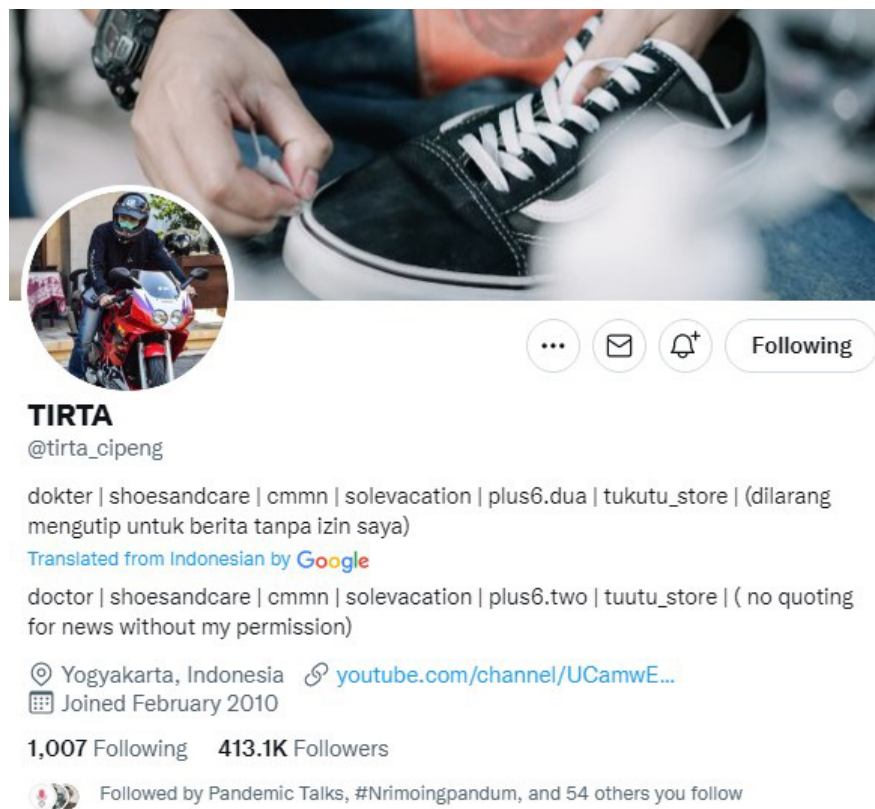 Following
TIRTA
@tirta_cipeng
dokter | shoesandcare | cmmn | solevacation | plus6.dua | tukutu_store | (dilarang
mengutip untuk berita tanpa izin saya)
Translated from Indonesian by Google
doctor | shoesandcare | cmmn | solevacation | plus6.two | tuutu_store | ( no quoting
for news without my permission)
Yogyakarta, Indonesia youtube.com/channel/UCamwE...
Joined February 2010
1,007 Following 413.1K Followers
Followed by Pandemic Talks, #Nrimoingpandum, and 54 others you follow